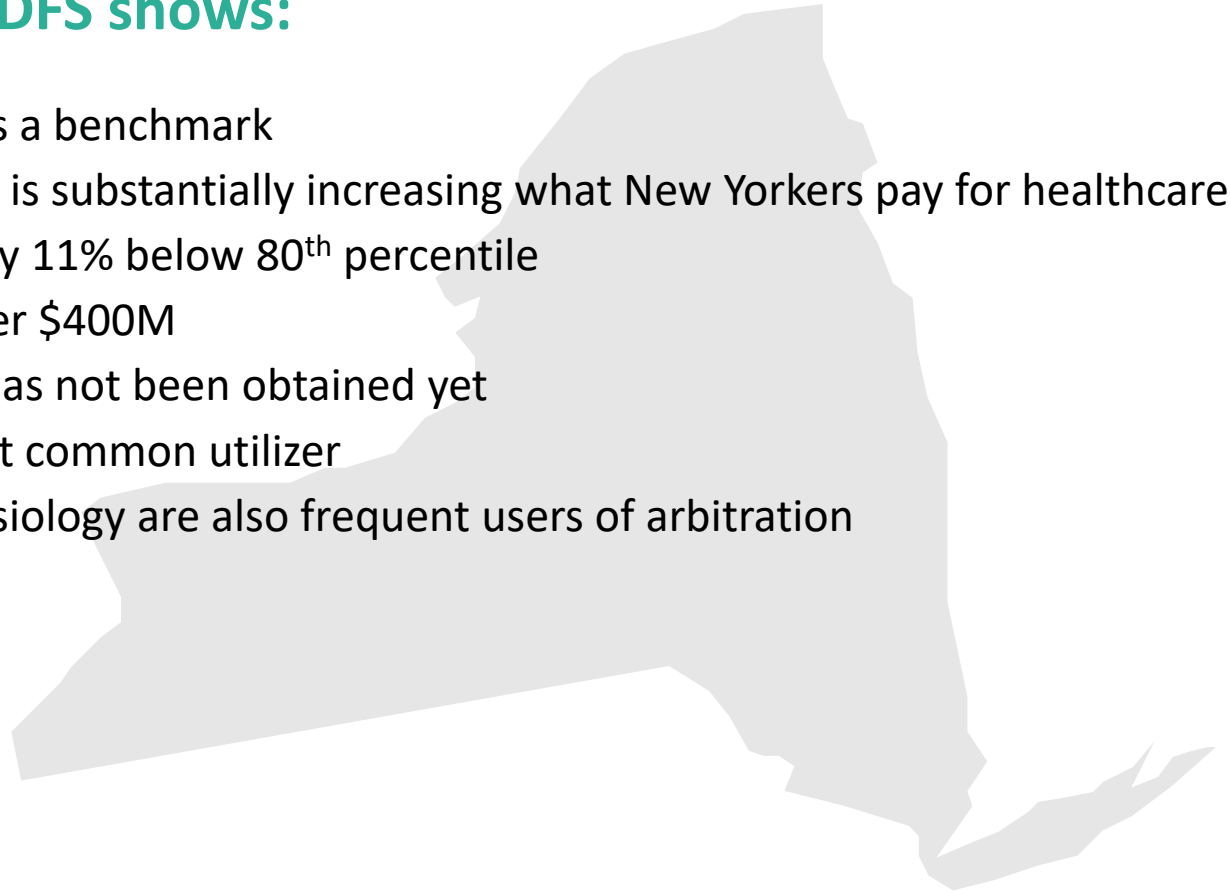 DFS shows:
s a benchmark
is substantially increasing what New Yorkers pay for healthcare
y 11% below 80th percentile
er $400M
as not been obtained yet
t common utilizer
siology are also frequent users of arbitration